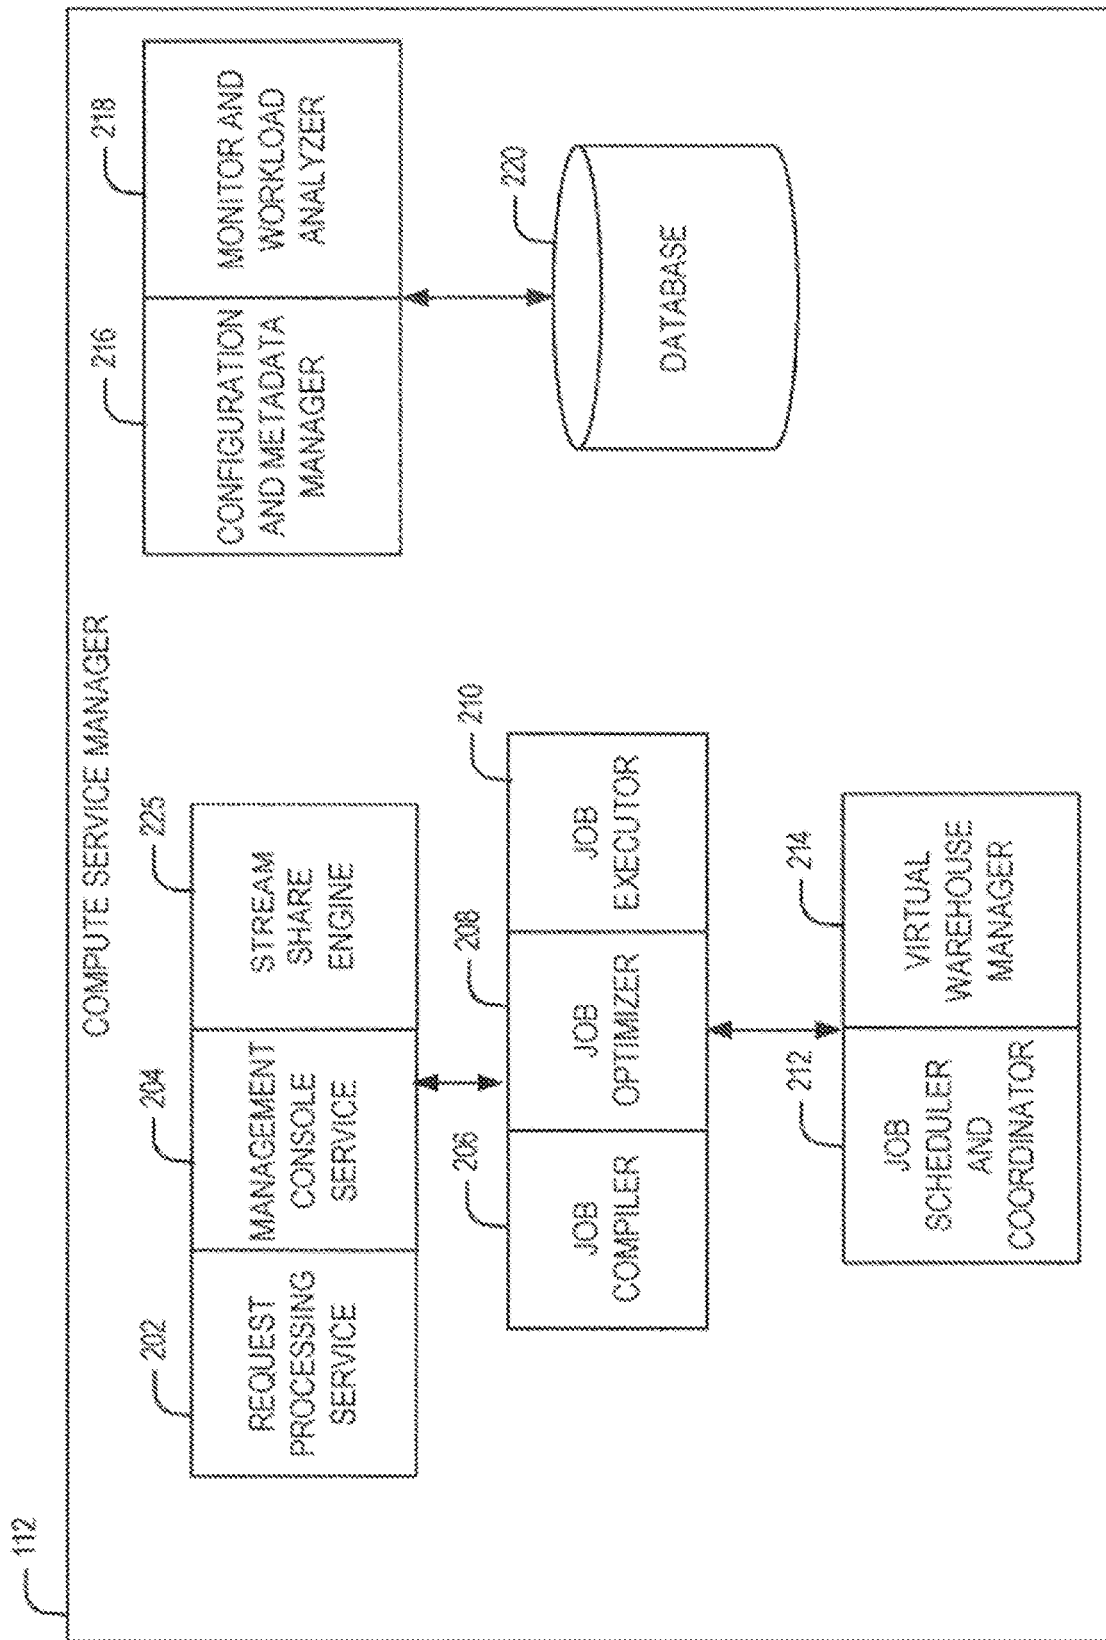 112
COMPUTE SERVICE MANAGER
202
204
225
REQUEST
PROCESSING
SERVICE
MANAGEMENT
CONSOLE
SERVICE
STREAM
SHARE
ENGINE
206
208
210
JOB
COMPILER
JOB
OPTIMIZER
JOB
EXECUTOR
212
214
JOB
SCHEDULER
AND
COORDINATOR
VIRTUAL
WAREHOUSE
MANAGER
216
218
CONFIGURATION
AND METADATA
MANAGER
MONITOR AND
WORKLOAD
ANALYZER
220
DATABASE